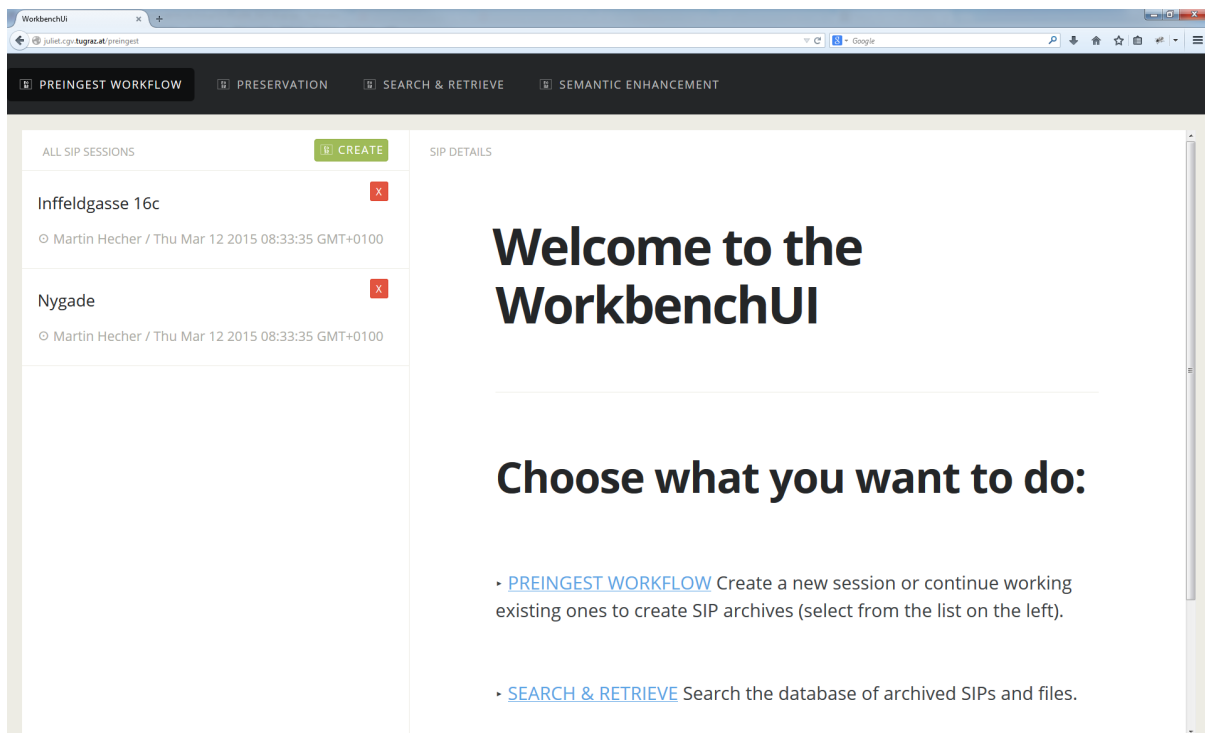 WorkbenchUi
juliet.cgv.tugraz.at/preingest
Google
PREINGEST WORKFLOW
PRESERVATION
SEARCH & RETRIEVE
SEMANTIC ENHANCEMENT
ALL SIP SESSIONS
CREATE
Inffeldgasse 16c
X
Martin Hecher / Thu Mar 12 2015 08:33:35 GMT+0100
Nygade
X
Martin Hecher / Thu Mar 12 2015 08:33:35 GMT+0100
SIP DETAILS
Welcome to the
WorkbenchUI
Choose what you want to do:
‣ PREINGEST WORKFLOW Create a new session or continue working
existing ones to create SIP archives (select from the list on the left).
‣ SEARCH & RETRIEVE Search the database of archived SIPs and files.